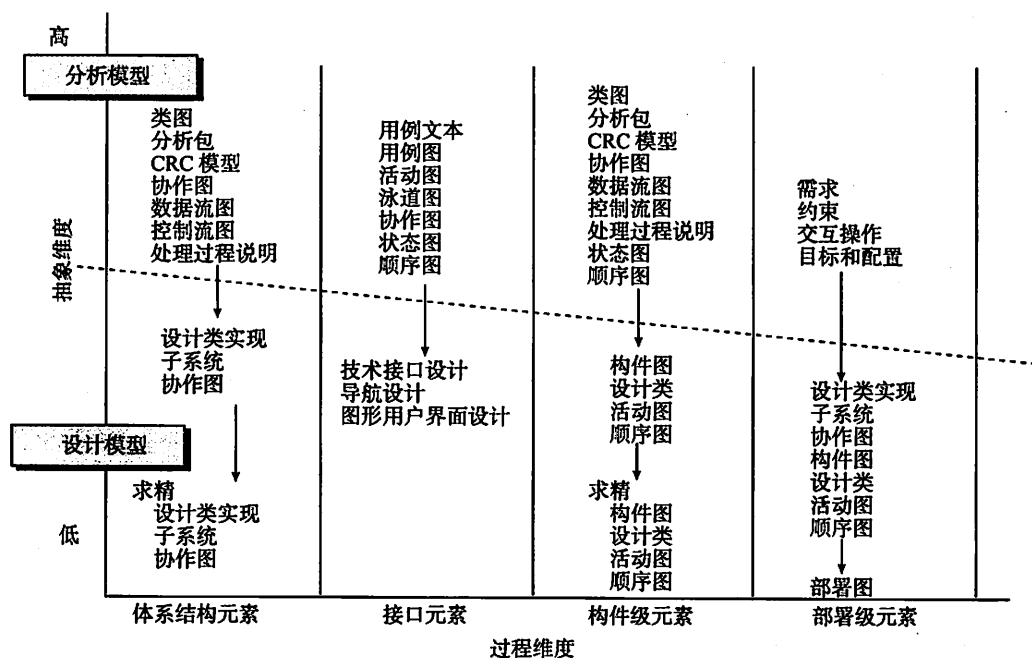 高
分析模型
抽象维度
设计模型
低
类图
分析包
CRC 模型
协作图
数据流图
控制流图
处理过程说明
设计类实现
子系统
协作图
求精
设计类实现
子系统
协作图
体系结构元素
用例文本
用例图
活动图
泳道图
协作图
状态图
顺序图
技术接口设计
导航设计
图形用户界面设计
接口元素
类图
分析包
CRC 模型
协作图
数据流图
控制流图
处理过程说明
状态图
顺序图
构件图
设计类
活动图
顺序图
求精
构件图
设计类
活动图
顺序图
构件级元素
需求
约束
交互操作
目标和配置
设计类实现
子系统
协作图
构件图
设计类
活动图
顺序图
部署图
部署级元素
过程维度